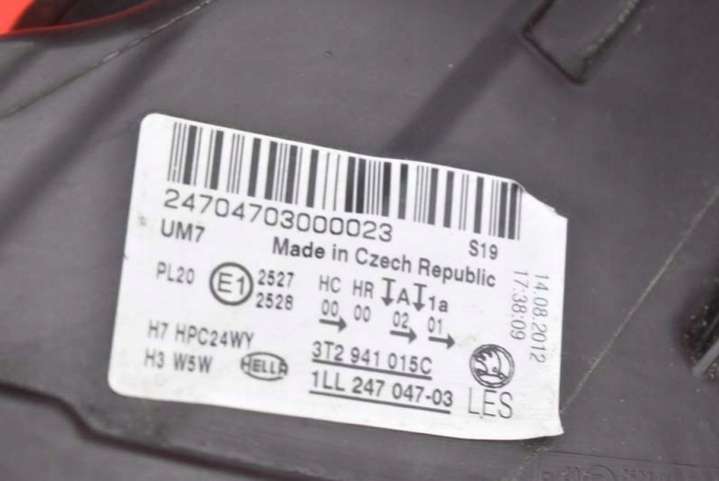 24704703000023
UM7
Made in Czech Republic
S19
PL20 E1 2527
2528
HC HR A 1a
00 00 02 01
H7 HPC24WY
H3 W5W
HELLA
3T2 941 015C
1LL 247 047-03
LES
14.08.2012
17:38:09